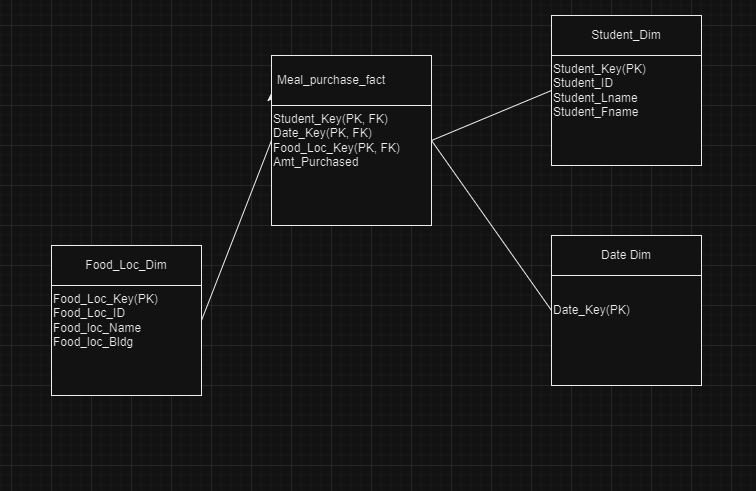 Student_Dim
Student_Key(PK)
Student_ID
Student_Lname
Student_Fname
Meal_purchase_fact
Student_Key(PK, FK)
Date_Key(PK, FK)
Food_Loc_Key(PK, FK)
Amt_Purchased
Food_Loc_Dim
Food_Loc_Key(PK)
Food_Loc_ID
Food_loc_Name
Food_loc_Bldg
Date Dim
Date_Key(PK)